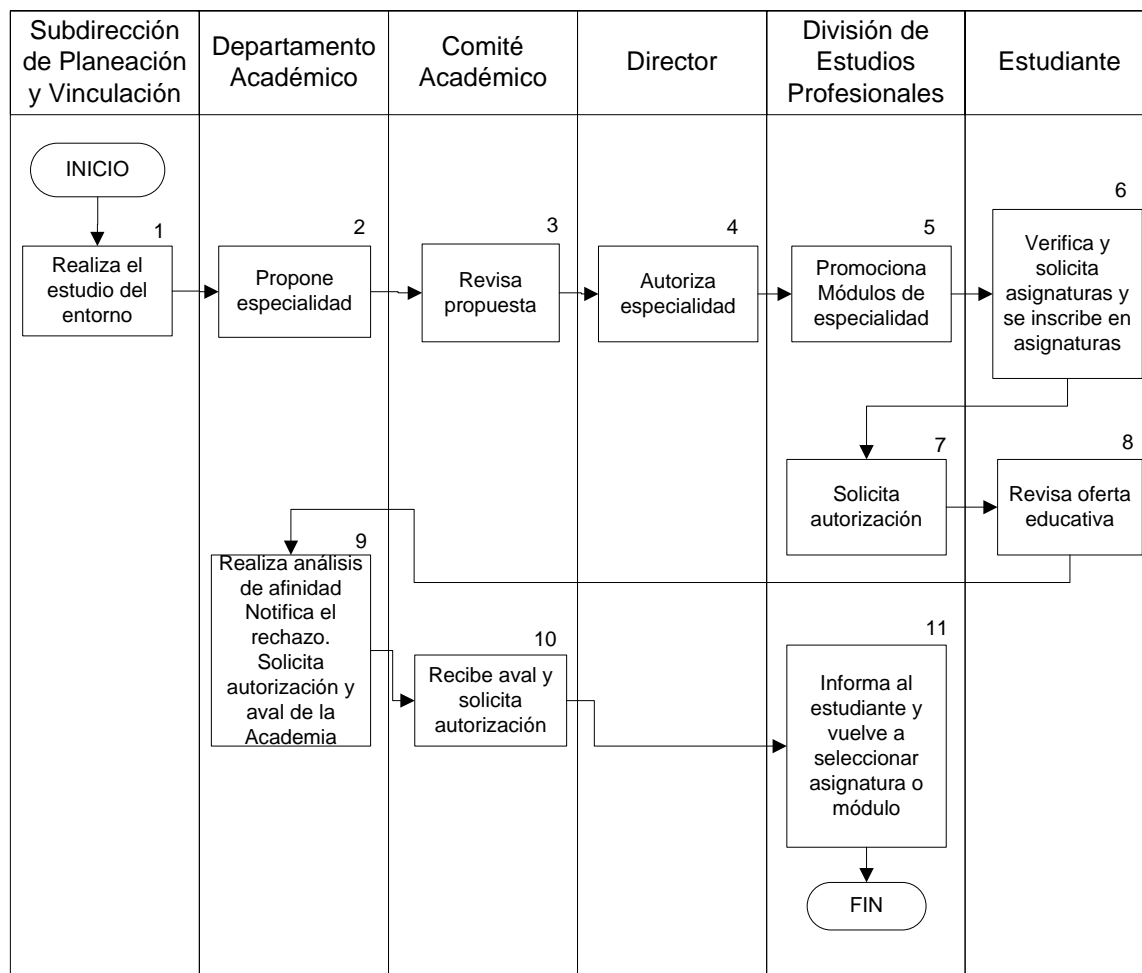 Subdirección
de Planeación
y Vinculación
Departamento
Académico
Comité
Académico
Director
División de
Estudios
Profesionales
Estudiante
INICIO
1
Realiza el
estudio del
entorno
2
Propone
especialidad
3
Revisa
propuesta
4
Autoriza
especialidad
5
Promociona
Módulos de
especialidad
6
Verifica y
solicita
asignaturas y
se inscribe en
asignaturas
7
Solicita
autorización
8
Revisa oferta
educativa
9
Realiza análisis
de afinidad
Notifica el
rechazo.
Solicita
autorización y
aval de la
Academia
10
Recibe aval y
solicita
autorización
11
Informa al
estudiante y
vuelve a
seleccionar
asignatura o
módulo
FIN